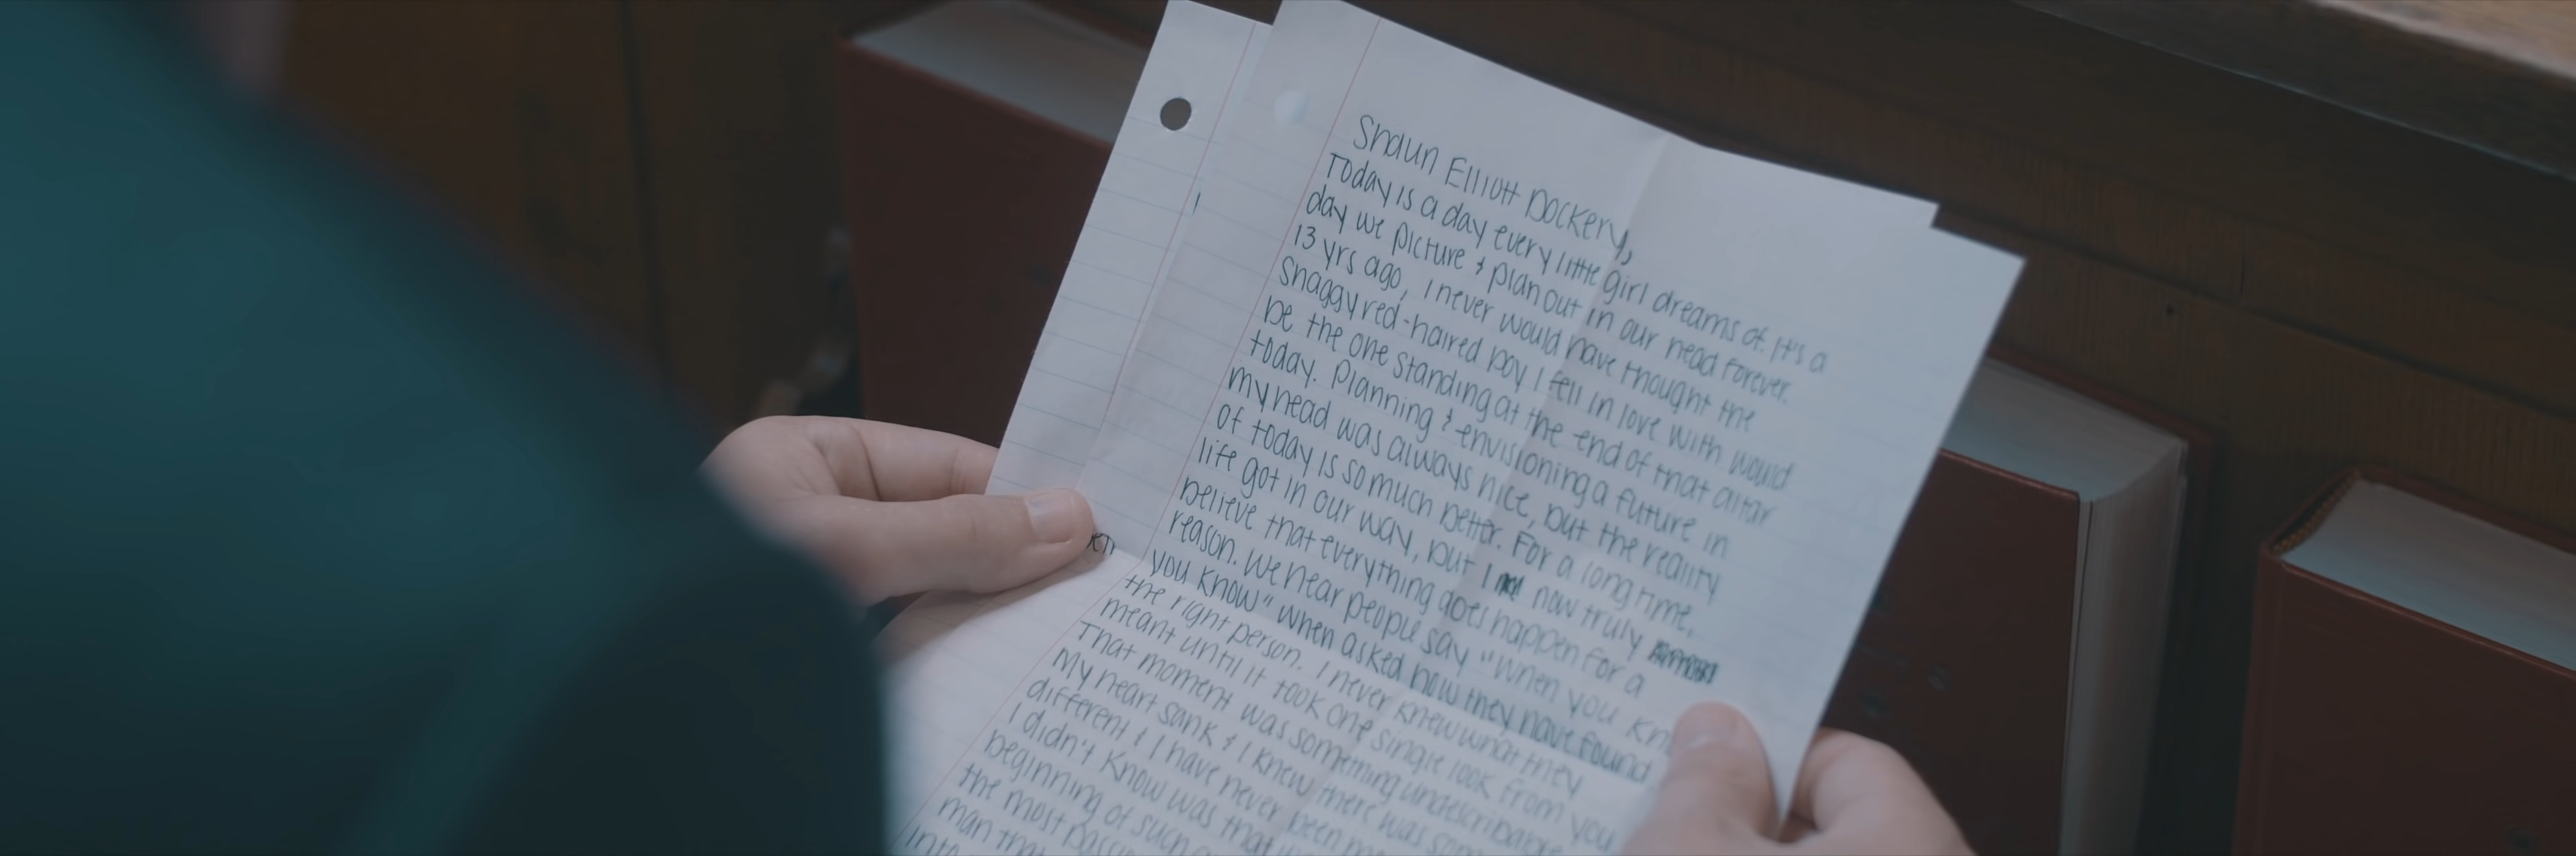 Shaun Elliott Dockery,
Today is a day every little girl dreams of. It's a
day we picture & plan out in our head forever.
13 yrs ago, I never would have thought the
shaggy red-haired boy I fell in love with would
be the one standing at the end of that altar
today. Planning & envisioning a future in
my head was always nice, but the reality
of today is so much better. For a long time,
life got in our way, but I now truly
believe that everything does happen for a
reason. We hear people say "when you kn
you know" when asked how they have found
the right person. I never knew what they
meant until it took one single look from you
That moment was something undescribable
My heart sank & I knew there was som
different & I have never been mo
I didn't know was that
beginning of such a
the most passi
man tha
into